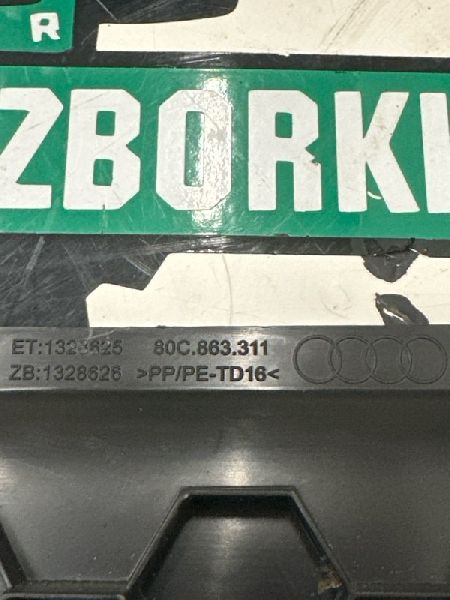 R
ZBORKI
ET:1328625 80C.863.311
ZB:1328626 >PP/PE-TD16<